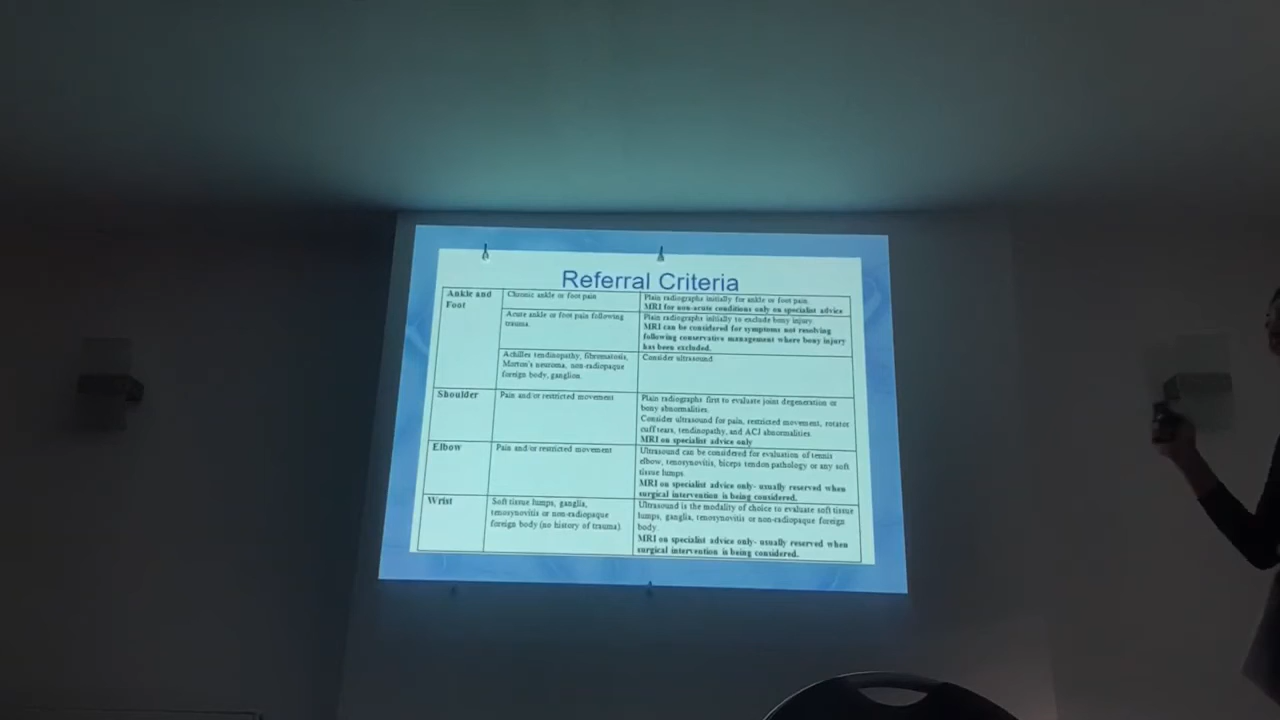 Referral Criteria
Ankle and
Foot
Chronic ankle or foot pain
Plain radiographs initially for ankle or foot pain.
MRI for non-acute conditions only on specialist advice
Acute ankle or foot pain following
trauma.
Plain radiographs initially to exclude bony injury.
MRI can be considered for symptoms not resolving
following conservative management where bony injury
has been excluded.
Achilles tendinopathy, fibromatosis,
Morton's neuroma, non-radiopaque
foreign body, ganglion.
Consider ultrasound
Shoulder
Pain and/or restricted movement
Plain radiographs first to evaluate joint degeneration or
bony abnormalities.
Consider ultrasound for pain, restricted movement, rotator
cuff tears, tendinopathy, and ACJ abnormalities.
MRI on specialist advice only
Elbow
Pain and/or restricted movement
Ultrasound can be considered for evaluation of tennis
elbow, tenosynovitis, biceps tendon pathology or any soft
tissue lumps.
MRI on specialist advice only- usually reserved when
surgical intervention is being considered.
Wrist
Soft tissue lumps, ganglia,
tenosynovitis or non-radiopaque
foreign body (no history of trauma).
Ultrasound is the modality of choice to evaluate soft tissue
lumps, ganglia, tenosynovitis or non-radiopaque foreign
body.
MRI on specialist advice only- usually reserved when
surgical intervention is being considered.